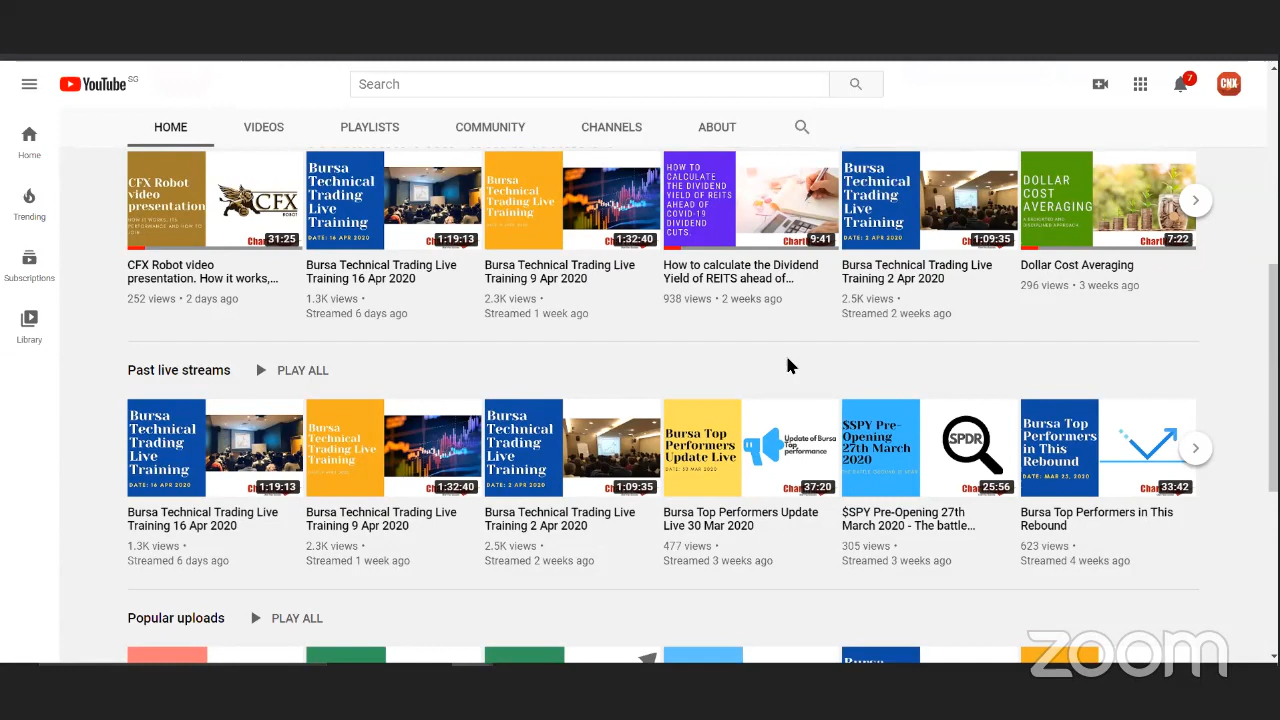 YouTube SG
Search
7
CNX
HOME VIDEOS PLAYLISTS COMMUNITY CHANNELS ABOUT
Home
Trending
Subscriptions
Library
CFX Robot
video
presentation
CFX
ROBOT
31:25
CFX Robot video
presentation. How it works,...
252 views • 2 days ago
Bursa
Technical
Trading
Live
Training
DATE: 16 APR 2020
1:19:13
Bursa Technical Trading Live
Training 16 Apr 2020
1.3K views •
Streamed 6 days ago
Bursa
Technical
Trading Live
Training
1:32:40
Bursa Technical Trading Live
Training 9 Apr 2020
2.3K views •
Streamed 1 week ago
HOW TO
CALCULATE
THE DIVIDEND
YIELD OF REITS
AHEAD OF
COVID-19
DIVIDEND
CUTS.
9:41
How to calculate the Dividend
Yield of REITS ahead of...
938 views • 2 weeks ago
Bursa
Technical
Trading
Live
Training
DATE: 2 APR 2020
1:09:35
Bursa Technical Trading Live
Training 2 Apr 2020
2.5K views •
Streamed 2 weeks ago
DOLLAR
COST
AVERAGING
A
DISCIPLINED APPROACH
7:22
Dollar Cost Averaging
296 views • 3 weeks ago
Past live streams PLAY ALL
Bursa
Technical
Trading
Live
Training
DATE: 16 APR 2020
1:19:13
Bursa Technical Trading Live
Training 16 Apr 2020
1.3K views •
Streamed 6 days ago
Bursa
Technical
Trading Live
Training
1:32:40
Bursa Technical Trading Live
Training 9 Apr 2020
2.3K views •
Streamed 1 week ago
Bursa
Technical
Trading
Live
Training
DATE: 2 APR 2020
1:09:35
Bursa Technical Trading Live
Training 2 Apr 2020
2.5K views •
Streamed 2 weeks ago
Bursa Top
Performers
Update Live
DATE: 30 MAR 2020
Update of Bursa
Top
performance
37:20
Bursa Top Performers Update
Live 30 Mar 2020
477 views •
Streamed 3 weeks ago
$SPY Pre-
Opening
27th
March
2020
SPDR
25:56
$SPY Pre-Opening 27th
March 2020 - The battle...
305 views •
Streamed 3 weeks ago
Bursa Top
Performers
in This
Rebound
DATE: MAR 25, 2020
33:42
Bursa Top Performers in This
Rebound
623 views •
Streamed 4 weeks ago
Popular uploads PLAY ALL
zoom